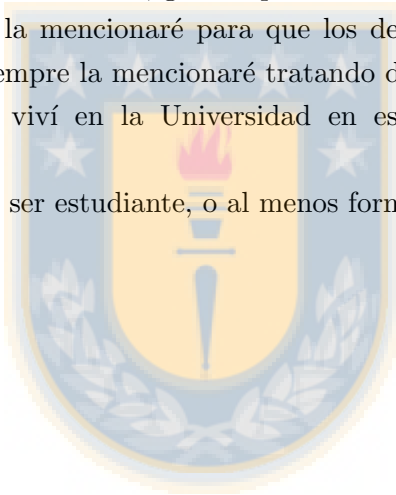 la mencionaré para que los de
empre la mencionaré tratando d
viví en la Universidad en es
ser estudiante, o al menos forn